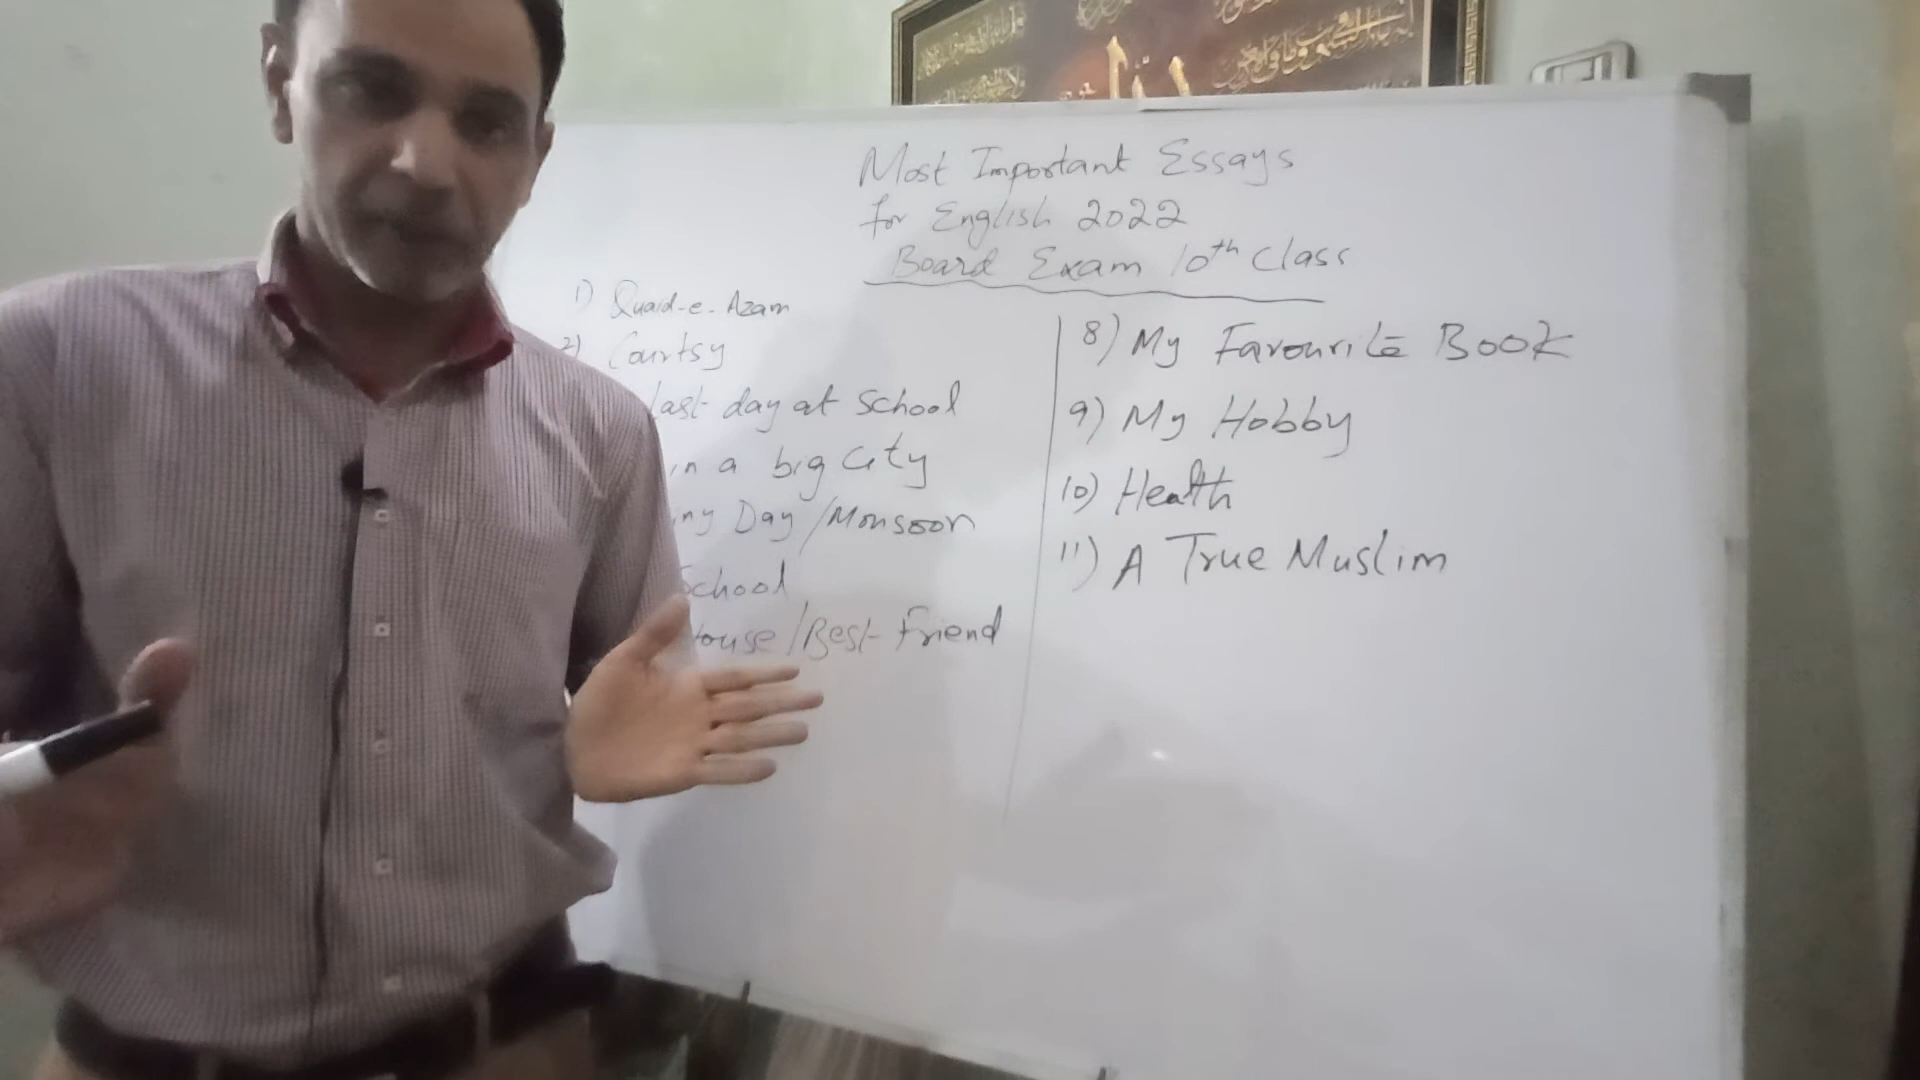 Most Important Essays
for English 2022
Board Exam 10th Class
1) Quaid-e-Azam
2) Courtsy
last day at School
in a big City
iny Day/Monsoon
School
House/Best Friend
8) My Favourite Book
9) My Hobby
10) Health
11) A True Muslim